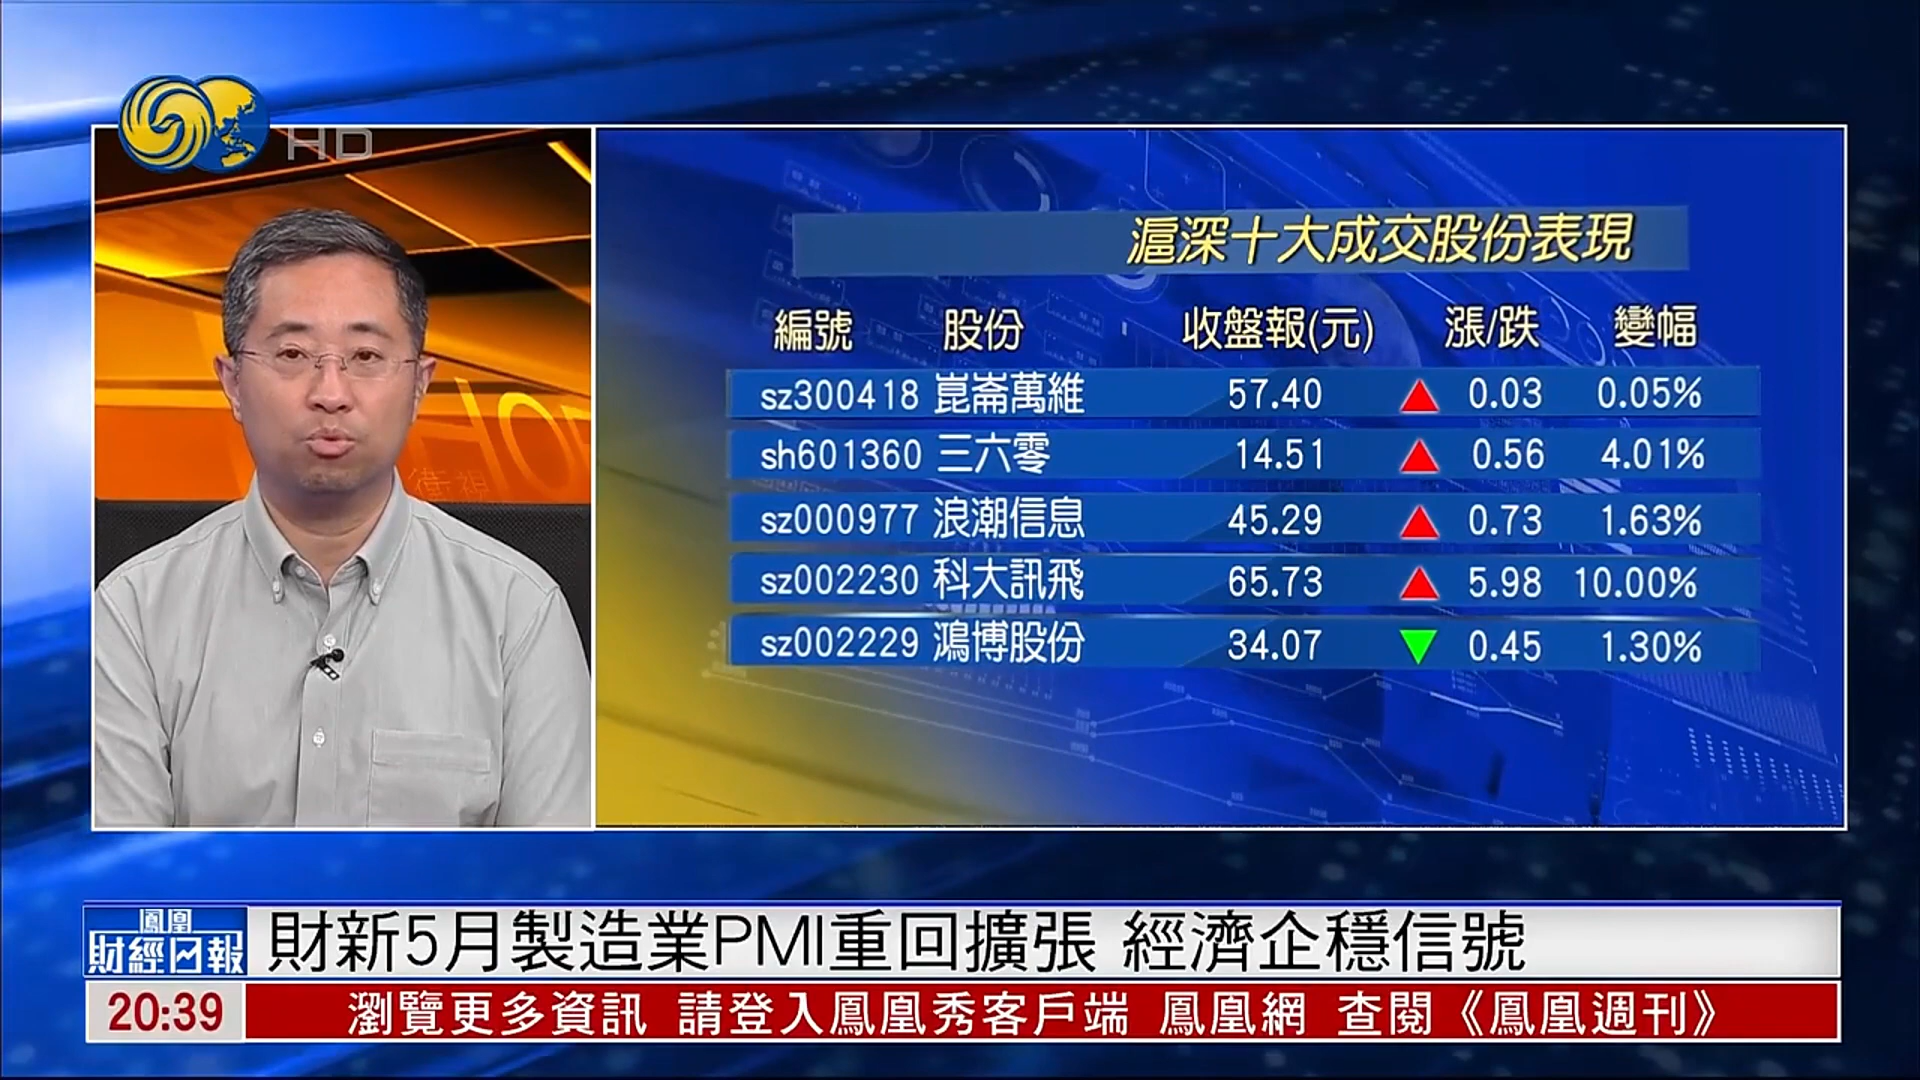 HD
衛視
滬深十大成交股份表現
編號 股份 收盤報(元) 漲/跌 變幅
sz300418 崑崙萬維 57.40 ▲ 0.03 0.05%
sh601360 三六零 14.51 ▲ 0.56 4.01%
sz000977 浪潮信息 45.29 ▲ 0.73 1.63%
sz002230 科大訊飛 65.73 ▲ 5.98 10.00%
sz002229 鴻博股份 34.07 ▼ 0.45 1.30%
鳳凰
財經日報
財新5月製造業PMI重回擴張 經濟企穩信號
20:39 瀏覽更多資訊 請登入鳳凰秀客戶端 鳳凰網 查閱《鳳凰週刊》